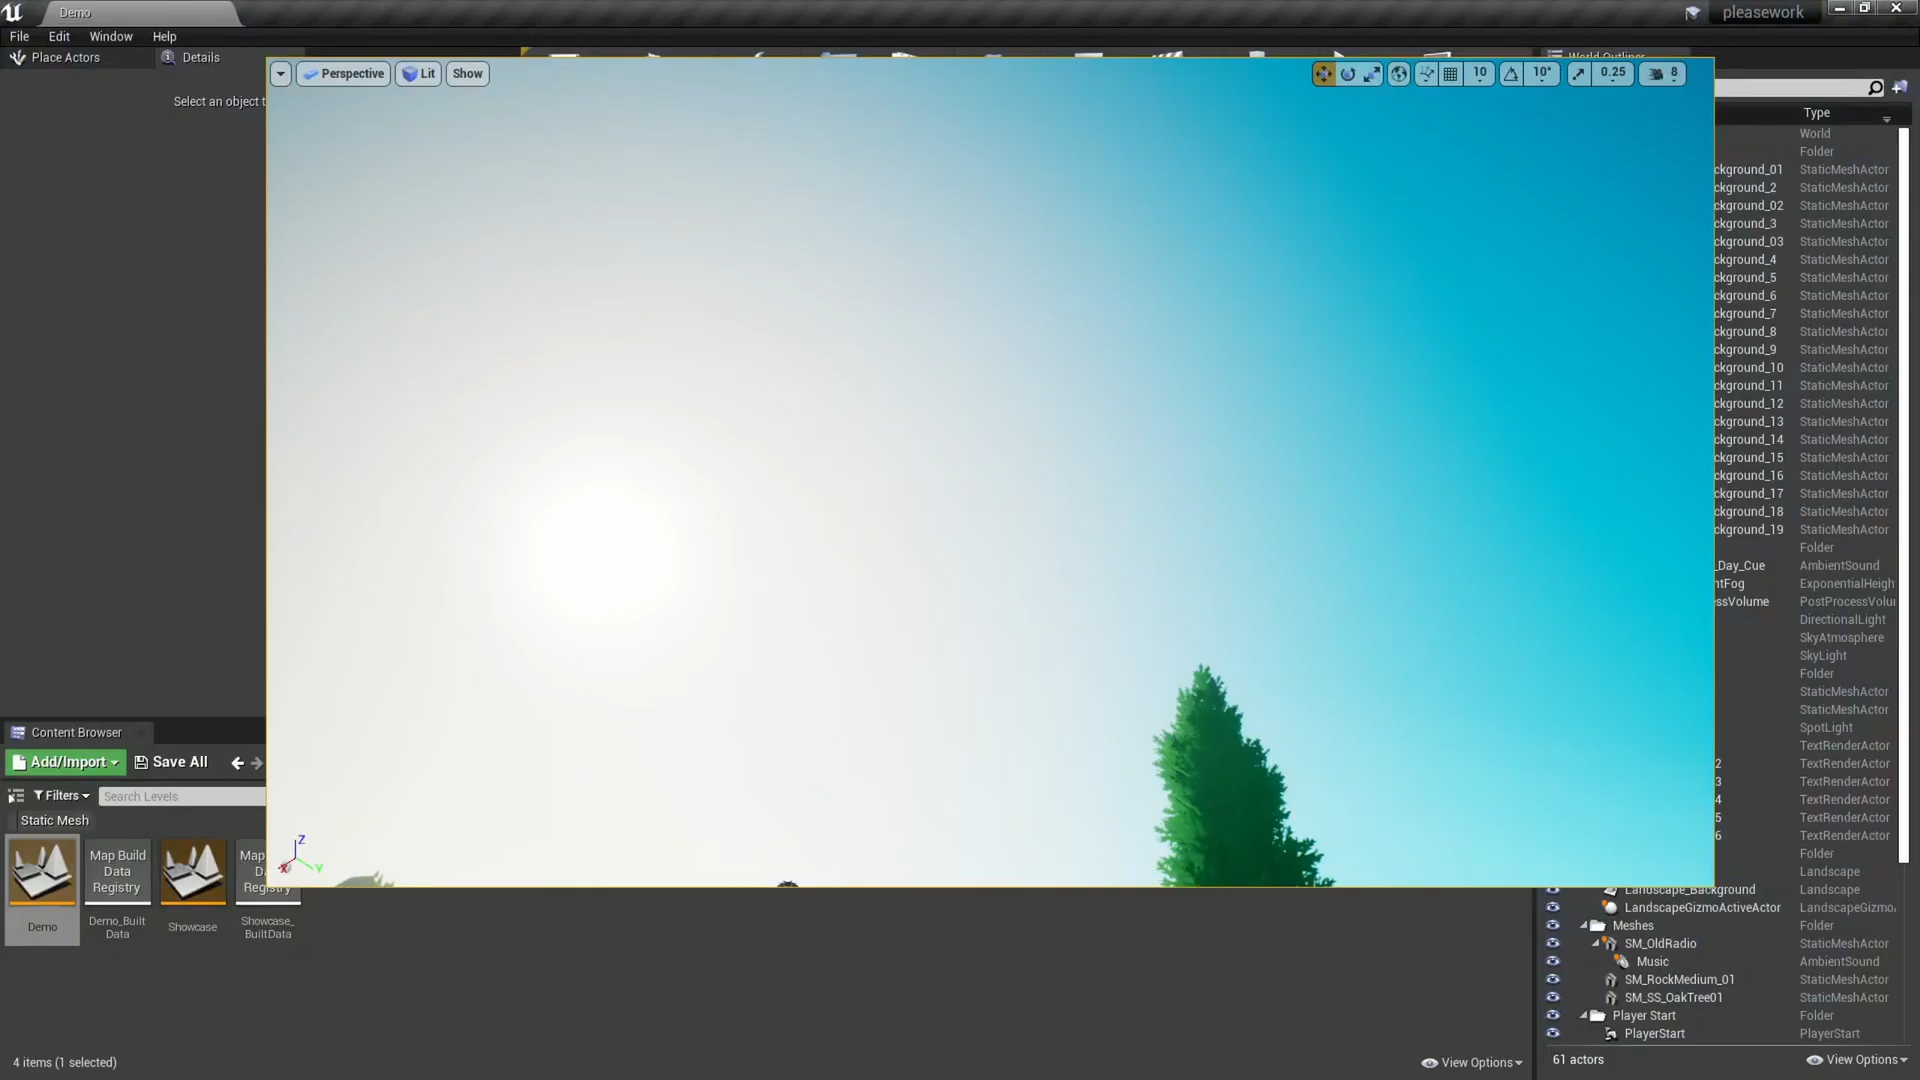 Demo
pleasework
File Edit Window Help
Place Actors
Details
World Outliner
Select an object t
Perspective
Lit
Show
10
10°
0.25
8
Type
World
Folder
ckground_01 StaticMeshActor
ckground_2 StaticMeshActor
ckground_02 StaticMeshActor
ckground_3 StaticMeshActor
ckground_03 StaticMeshActor
ckground_4 StaticMeshActor
ckground_5 StaticMeshActor
ckground_6 StaticMeshActor
ckground_7 StaticMeshActor
ckground_8 StaticMeshActor
ckground_9 StaticMeshActor
ckground_10 StaticMeshActor
ckground_11 StaticMeshActor
ckground_12 StaticMeshActor
ckground_13 StaticMeshActor
ckground_14 StaticMeshActor
ckground_15 StaticMeshActor
ckground_16 StaticMeshActor
ckground_17 StaticMeshActor
ckground_18 StaticMeshActor
ckground_19 StaticMeshActor
Folder
_Day_Cue AmbientSound
ntFog ExponentialHeigh
essVolume PostProcessVolu
DirectionalLight
SkyAtmosphere
SkyLight
Folder
StaticMeshActor
StaticMeshActor
SpotLight
TextRenderActor
2 TextRenderActor
3 TextRenderActor
4 TextRenderActor
5 TextRenderActor
6 TextRenderActor
Folder
Landscape
Landscape_Background Landscape
LandscapeGizmoActiveActor LandscapeGizmo
Meshes Folder
SM_OldRadio StaticMeshActor
Music AmbientSound
SM_RockMedium_01 StaticMeshActor
SM_SS_OakTree01 StaticMeshActor
Player Start Folder
PlayerStart PlayerStart
61 actors
View Options
Content Browser
Add/Import
Save All
Filters
Search Levels
Static Mesh
Map Build
Data
Registry
Map
D
Registry
Demo
Demo_Built
Data
Showcase
Showcase_
BuiltData
Z
X
Y
4 items (1 selected)
View Options